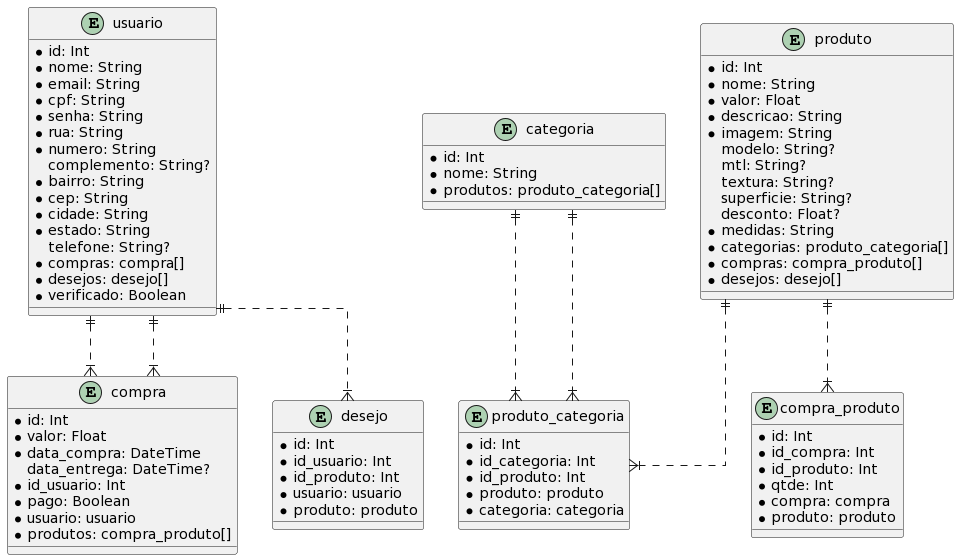 E usuario
id: Int
nome: String
email: String
cpf: String
senha: String
rua: String
numero: String
complemento: String?
bairro: String
cep: String
cidade: String
estado: String
telefone: String?
compras: compra[]
desejos: desejo[]
verificado: Boolean
E categoria
id: Int
nome: String
produtos: produto_categoria[]
E produto
id: Int
nome: String
valor: Float
descricao: String
imagem: String
modelo: String?
mtl: String?
textura: String?
superficie: String?
desconto: Float?
medidas: String
categorias: produto_categoria[]
compras: compra_produto[]
desejos: desejo[]
E compra
id: Int
valor: Float
data_compra: DateTime
data_entrega: DateTime?
id_usuario: Int
pago: Boolean
usuario: usuario
produtos: compra_produto[]
E desejo
id: Int
id_usuario: Int
id_produto: Int
usuario: usuario
produto: produto
E produto_categoria
id: Int
id_categoria: Int
id_produto: Int
produto: produto
categoria: categoria
E compra_produto
id: Int
id_compra: Int
id_produto: Int
qtde: Int
compra: compra
produto: produto